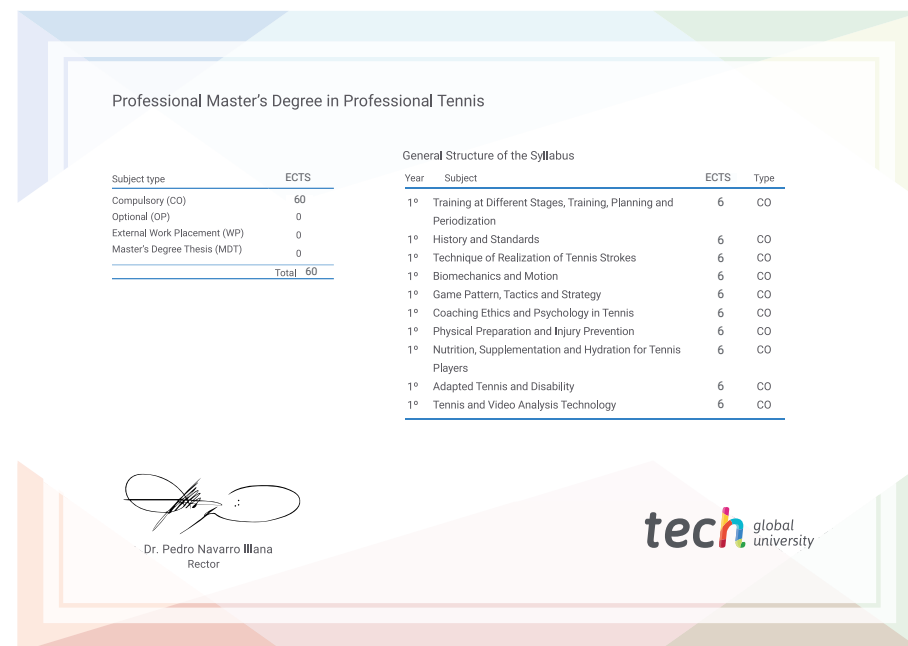 Professional Master's Degree in Professional Tennis
Subject type ECTS
Compulsory (CO) 60
Optional (OP) 0
External Work Placement (WP) 0
Master's Degree Thesis (MDT) 0
Total 60
General Structure of the Syllabus
Year Subject ECTS Type
1º Training at Different Stages, Training, Planning and 6 CO
Periodization
1º History and Standards 6 CO
1º Technique of Realization of Tennis Strokes 6 CO
1º Biomechanics and Motion 6 CO
1º Game Pattern, Tactics and Strategy 6 CO
1º Coaching Ethics and Psychology in Tennis 6 CO
1º Physical Preparation and Injury Prevention 6 CO
1º Nutrition, Supplementation and Hydration for Tennis 6 CO
Players
1º Adapted Tennis and Disability 6 CO
1º Tennis and Video Analysis Technology 6 CO
Dr. Pedro Navarro Illana
Rector
tech global
university